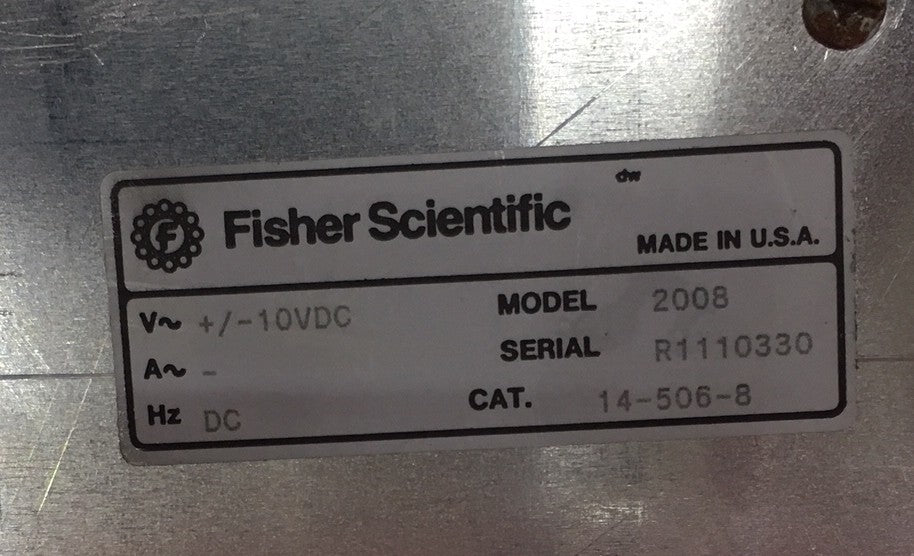 dw
F Fisher Scientific
MADE IN U.S.A.
V~ +/-10VDC
MODEL 2008
A~ -
SERIAL R1110330
Hz DC
CAT. 14-506-8